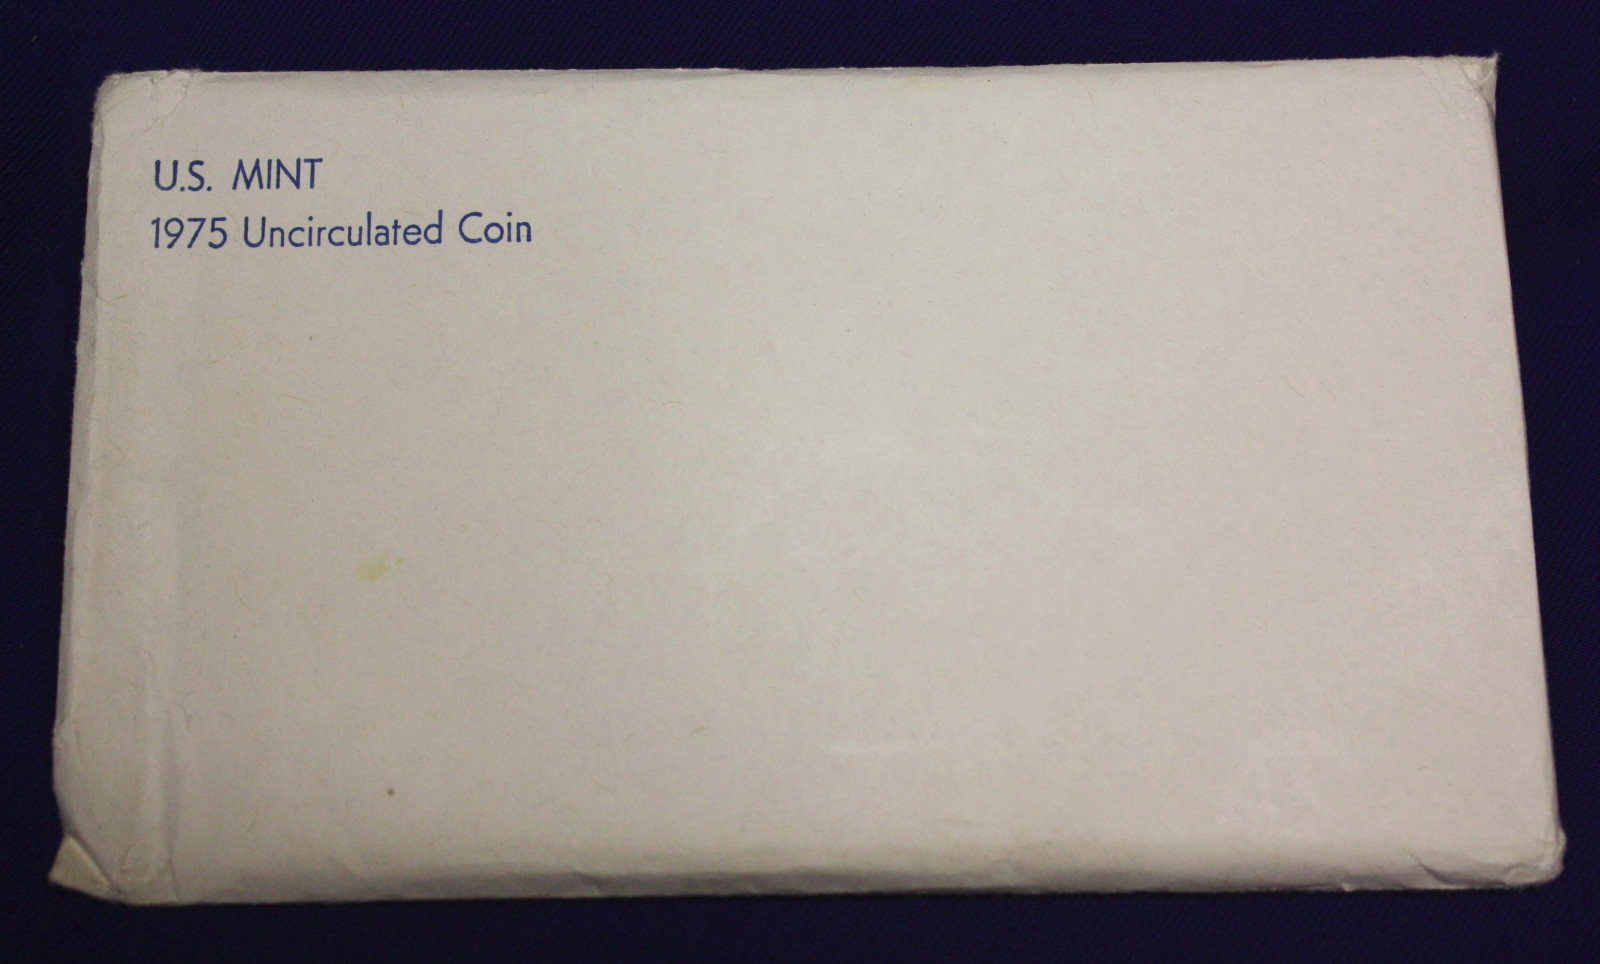 U.S. MINT
1975 Uncirculated Coin